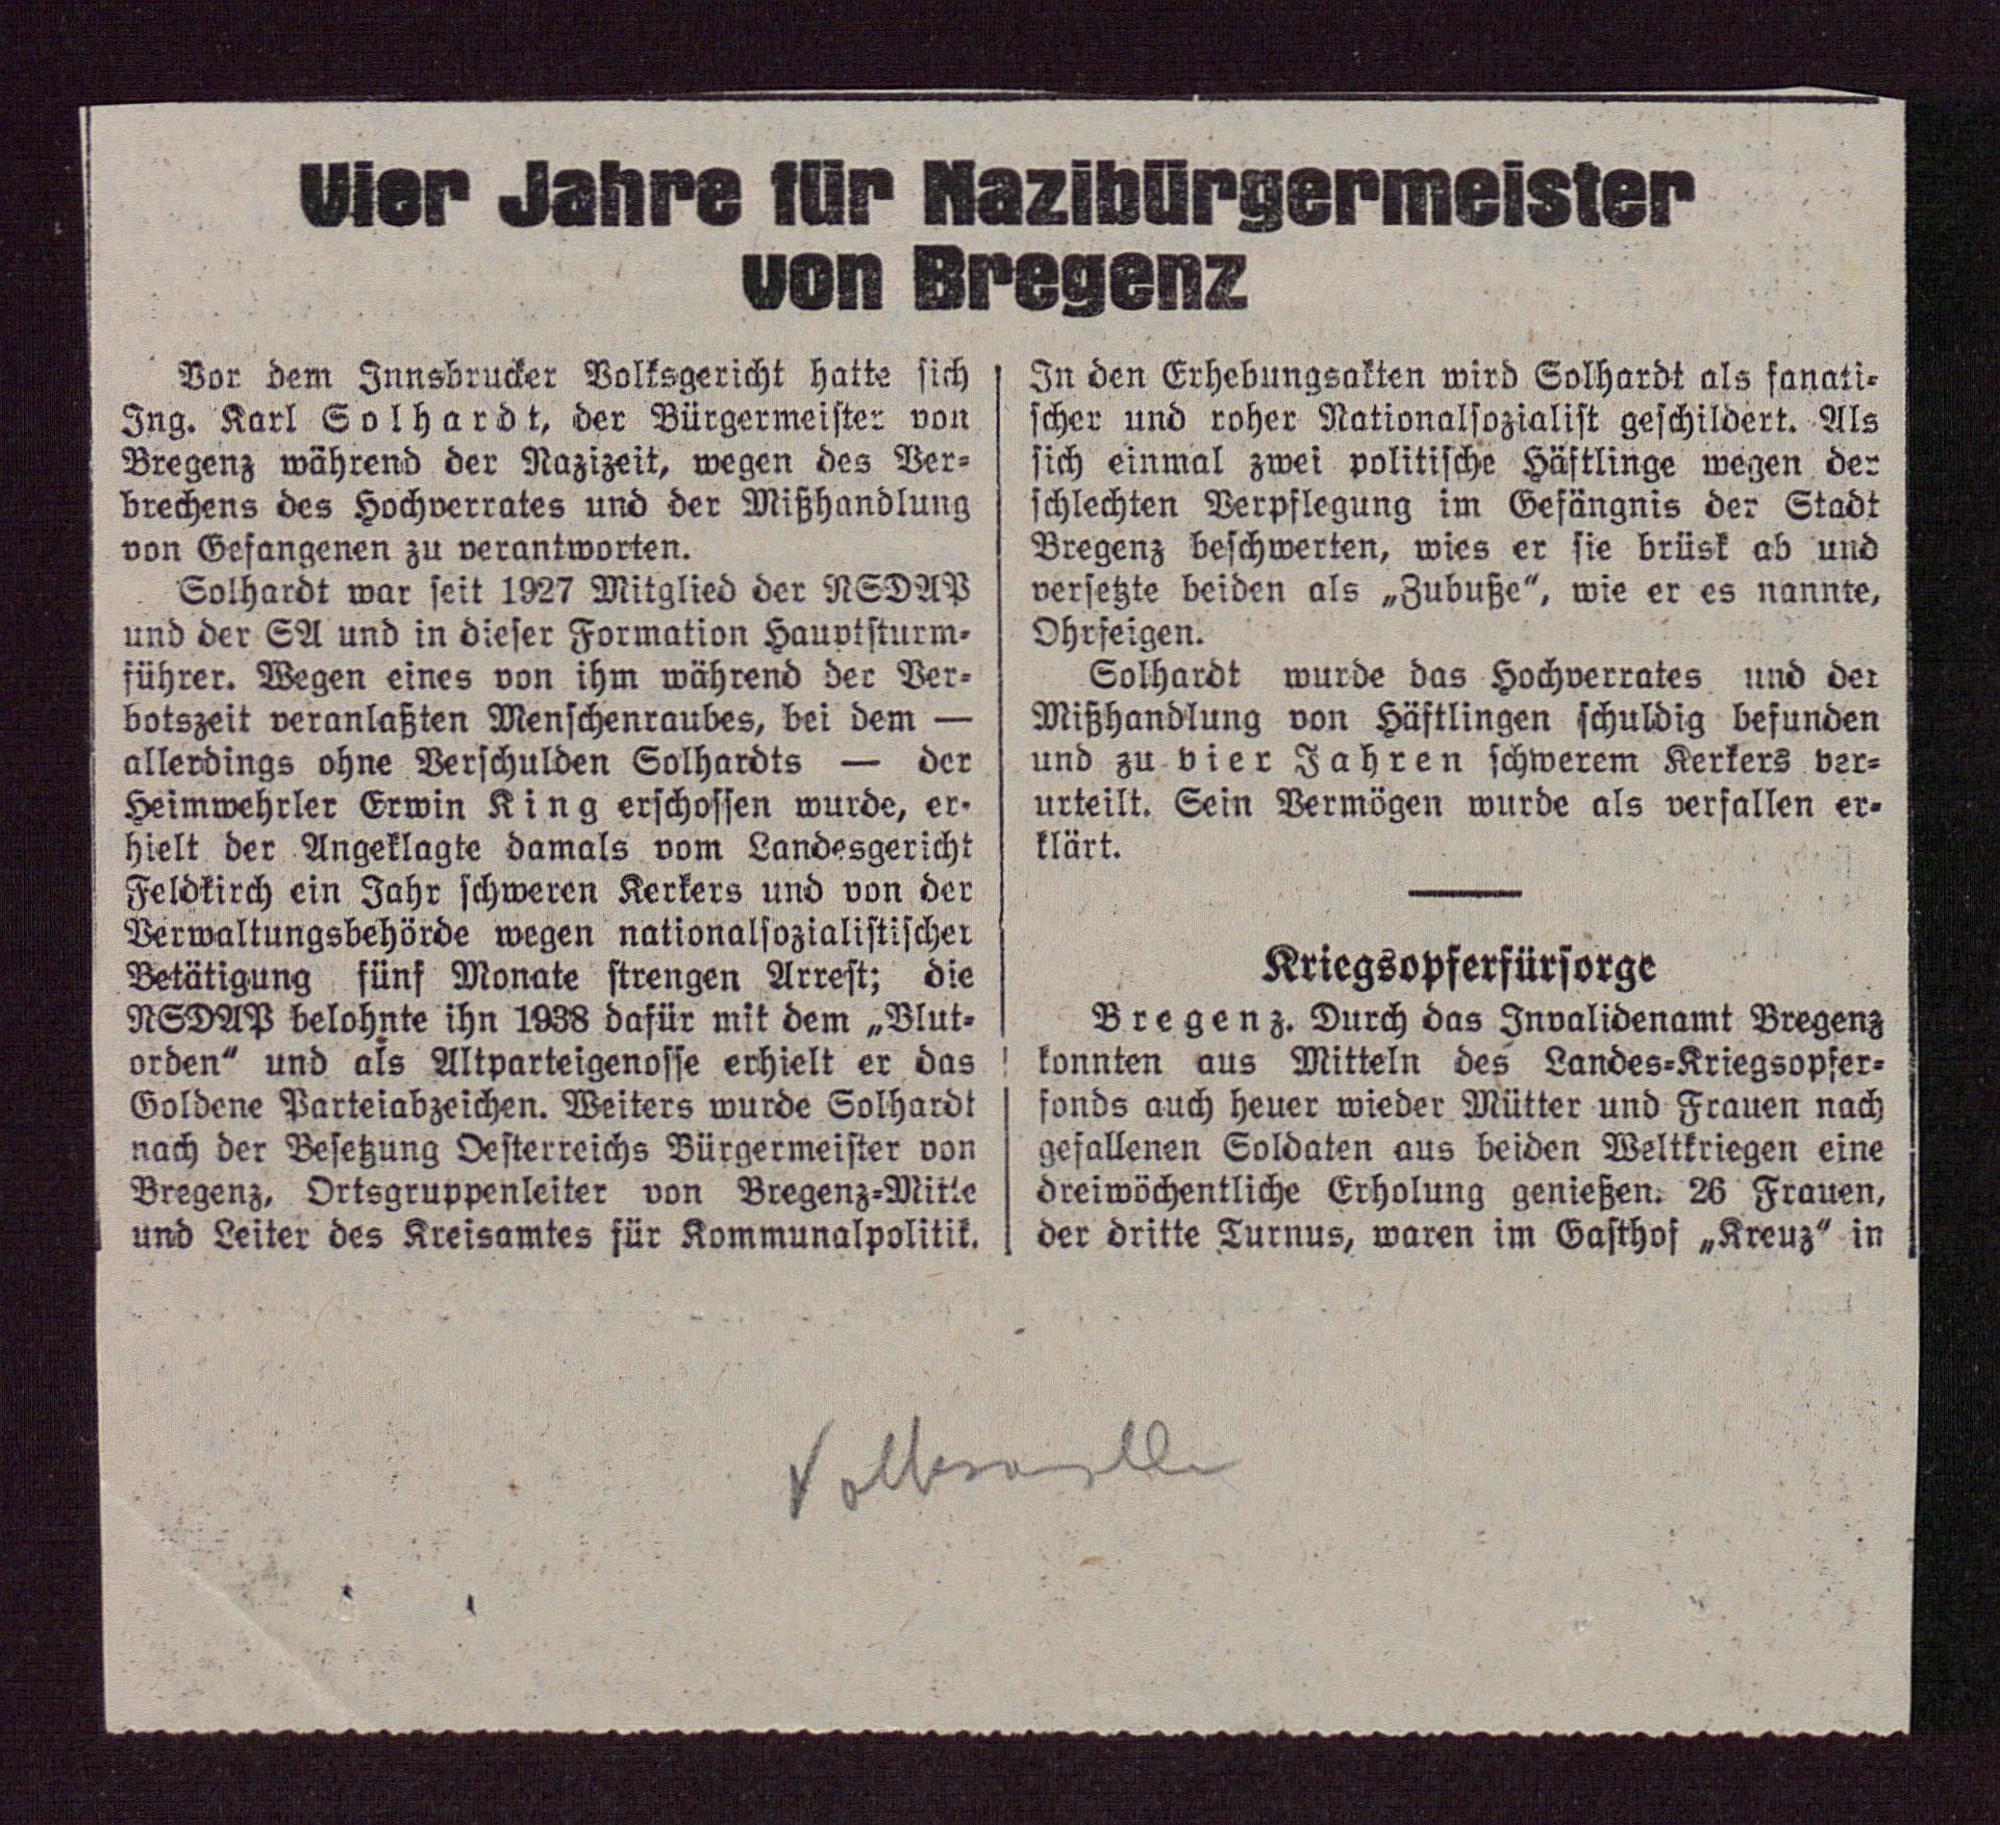 Vier Jahre für Nazibürgermeister
von Bregenz
Vor dem Innsbrucker Volksgericht hatte sich
Ing. Karl Solhardt, der Bürgermeister von
Bregenz während der Nazizeit, wegen des Ver-
brechens des Hochverrates und der Mißhandlung
von Gefangenen zu verantworten.
Solhardt war seit 1927 Mitglied der NSDAP
und der SA und in dieser Formation Hauptsturm-
führer. Wegen eines von ihm während der Ver-
botszeit veranlaßten Menschenraubes, bei dem —
allerdings ohne Verschulden Solhardts — der
Heimwehrler Erwin King erschossen wurde, er-
hielt der Angeklagte damals vom Landesgericht
Feldkirch ein Jahr schweren Kerkers und von der
Verwaltungsbehörde wegen nationalsozialistischer
Betätigung fünf Monate strengen Arrest; die
NSDAP belohnte ihn 1938 dafür mit dem „Blut-
orden“ und als Altparteigenosse erhielt er das
Goldene Parteiabzeichen. Weiters wurde Solhardt
nach der Besetzung Oesterreichs Bürgermeister von
Bregenz, Ortsgruppenleiter von Bregenz-Mitte
und Leiter des Kreisamtes für Kommunalpolitik.
In den Erhebungsakten wird Solhardt als fanati-
scher und roher Nationalsozialist geschildert. Als
sich einmal zwei politische Häftlinge wegen der
schlechten Verpflegung im Gefängnis der Stadt
Bregenz beschwerten, wies er sie brüsk ab und
versetzte beiden als „Zubuße“, wie er es nannte,
Ohrfeigen.
Solhardt wurde das Hochverrates und der
Mißhandlung von Häftlingen schuldig befunden
und zu vier Jahren schwerem Kerkers ver-
urteilt. Sein Vermögen wurde als verfallen er-
klärt.
Kriegsopferfürsorge
Bregenz. Durch das Invalidenamt Bregenz
konnten aus Mitteln des Landes-Kriegsopfer-
fonds auch heuer wieder Mütter und Frauen nach
gefallenen Soldaten aus beiden Weltkriegen eine
dreiwöchentliche Erholung genießen. 26 Frauen,
der dritte Turnus, waren im Gasthof „Kreuz“ in